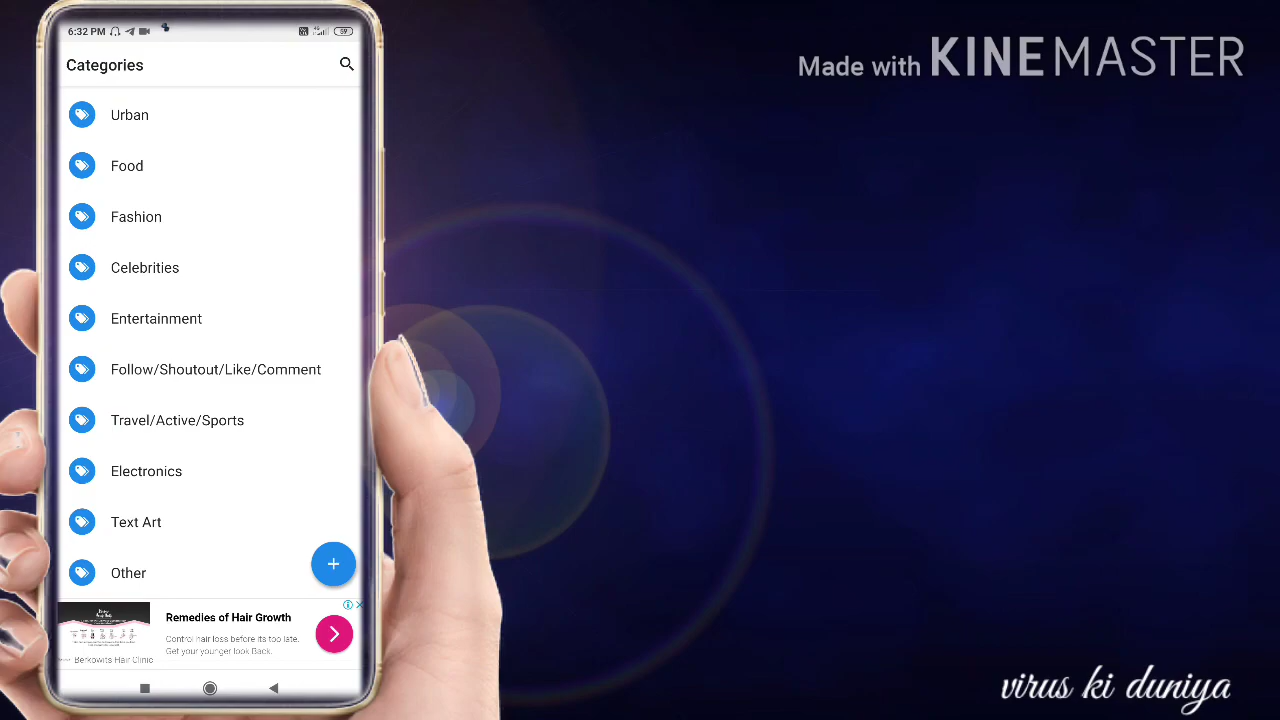 6:32 PM
4G
59
Categories
Urban
Food
Fashion
Celebrities
Entertainment
Follow/Shoutout/Like/Comment
Travel/Active/Sports
Electronics
Text Art
Other
+
Remedies of Hair Growth
Control hair loss before its too late.
Get your younger look Back.
Berkowits Hair Clinic
Made with KINEMASTER
virus ki duniya